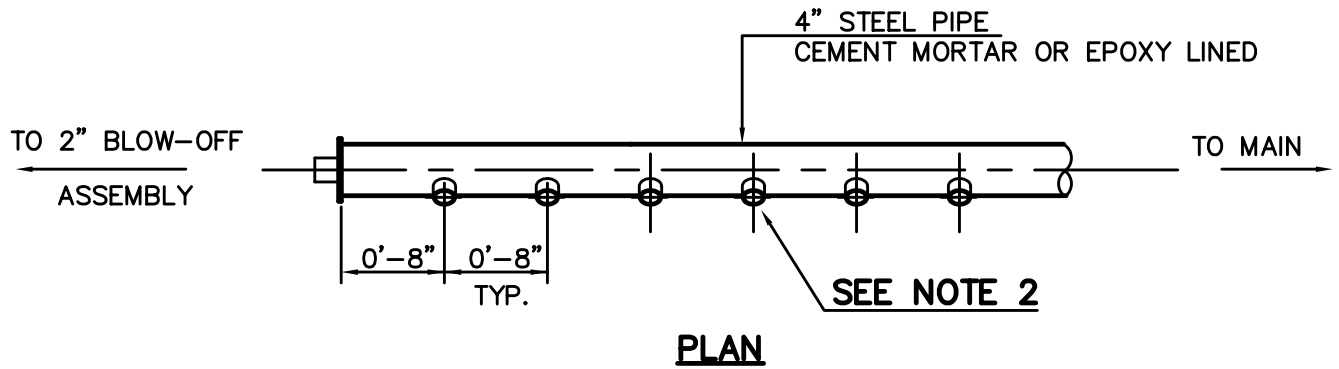 4” STEEL PIPE
CEMENT MORTAR OR EPOXY LINED
TO 2” BLOW-OFF
ASSEMBLY
TO MAIN
0’-8” 0’-8”
TYP.
SEE NOTE 2
PLAN